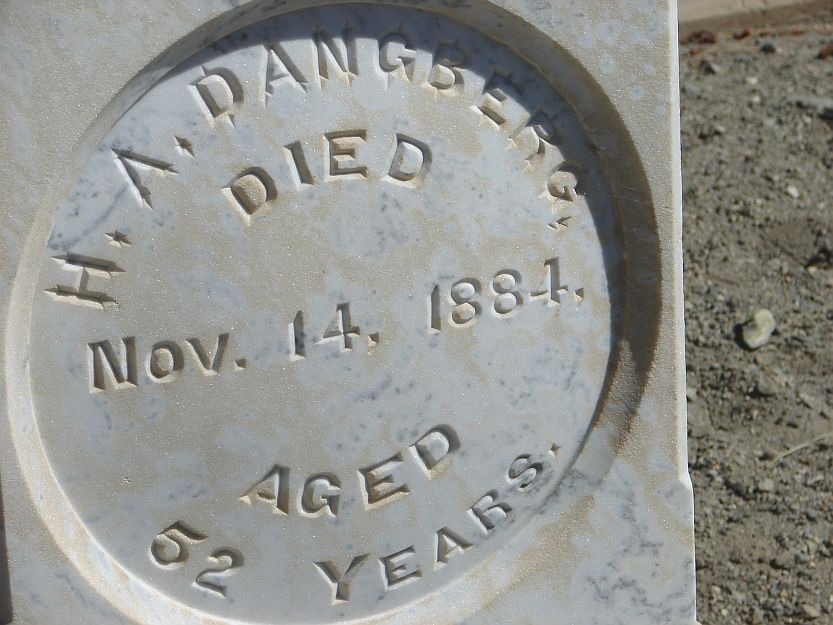 H. A. DANGBERG,
DIED
Nov. 14, 1884,
AGED
52 YEARS.